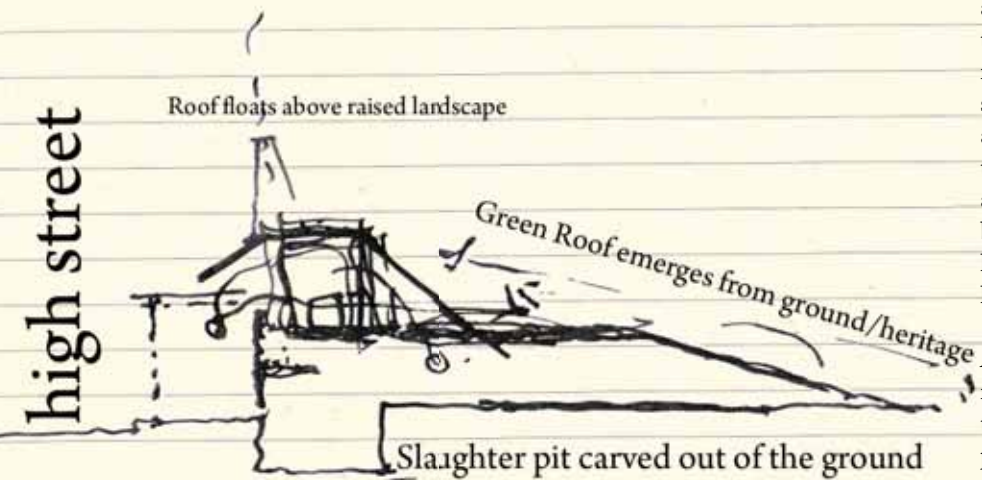 Roof floats above raised landscape
high street
Green Roof emerges from ground/heritage
Slaughter pit carved out of the ground